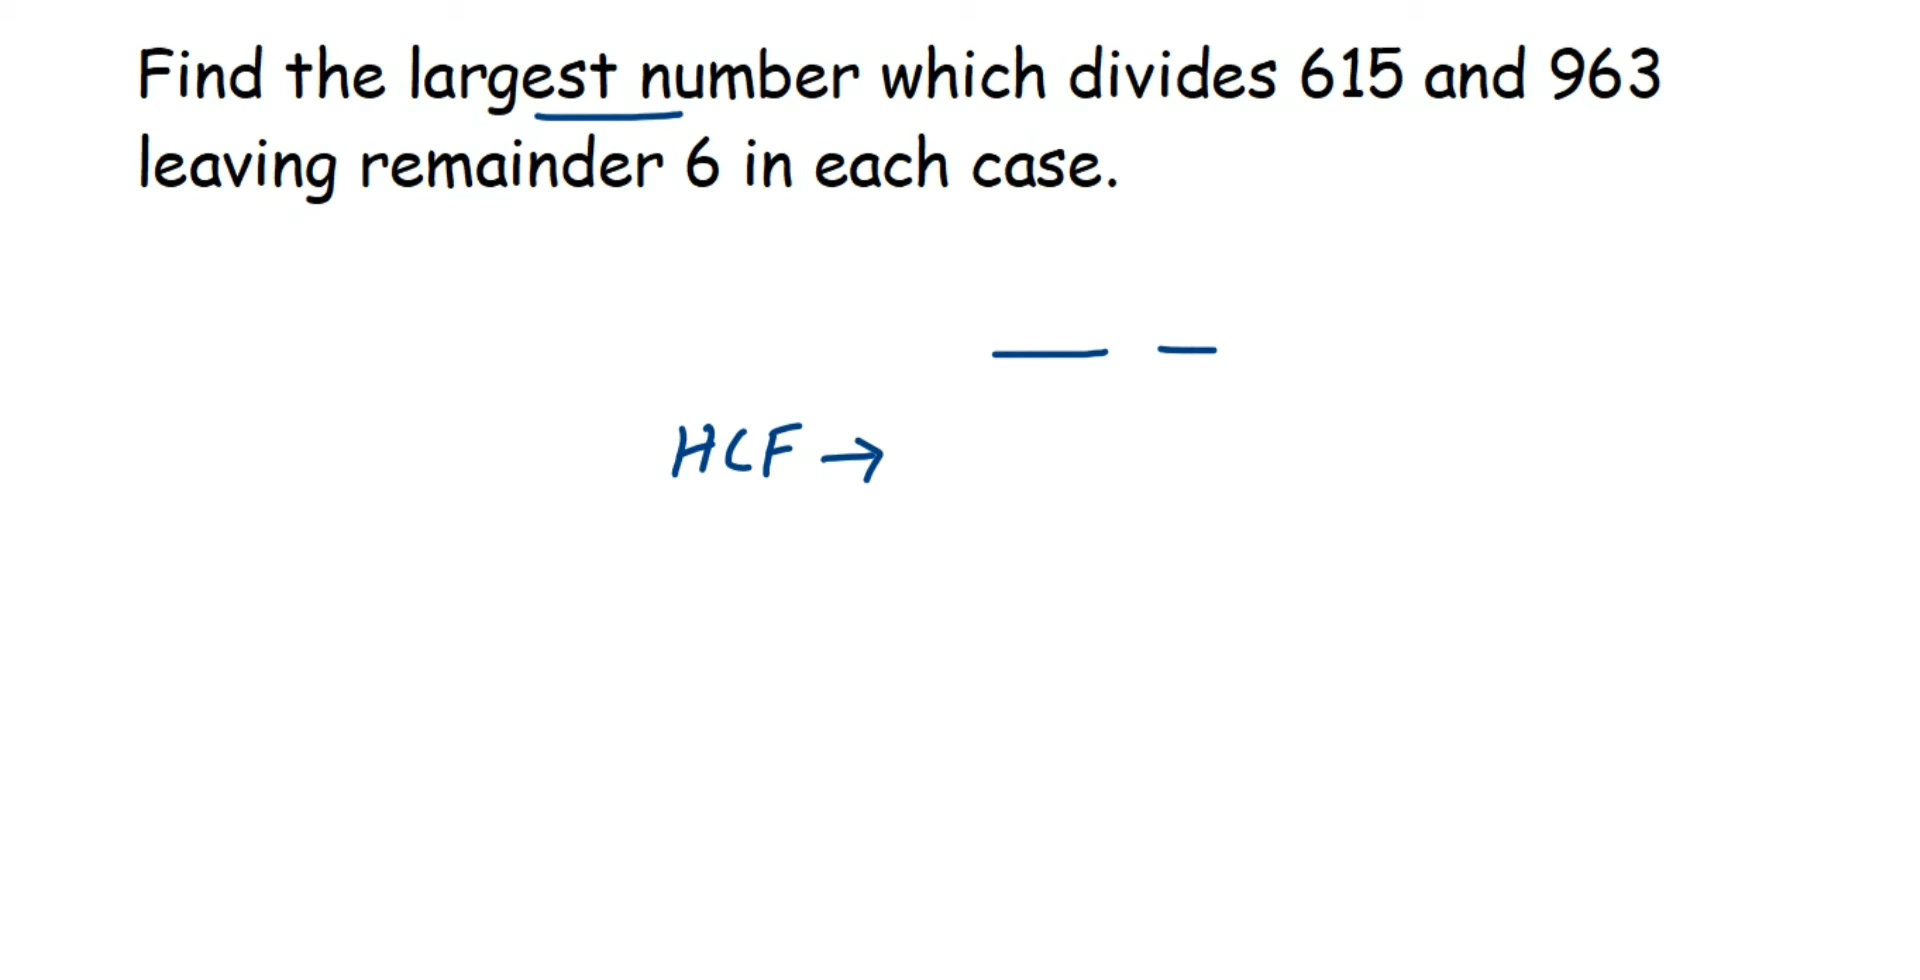 Find the largest number which divides 615 and 963
leaving remainder 6 in each case.
HCF →